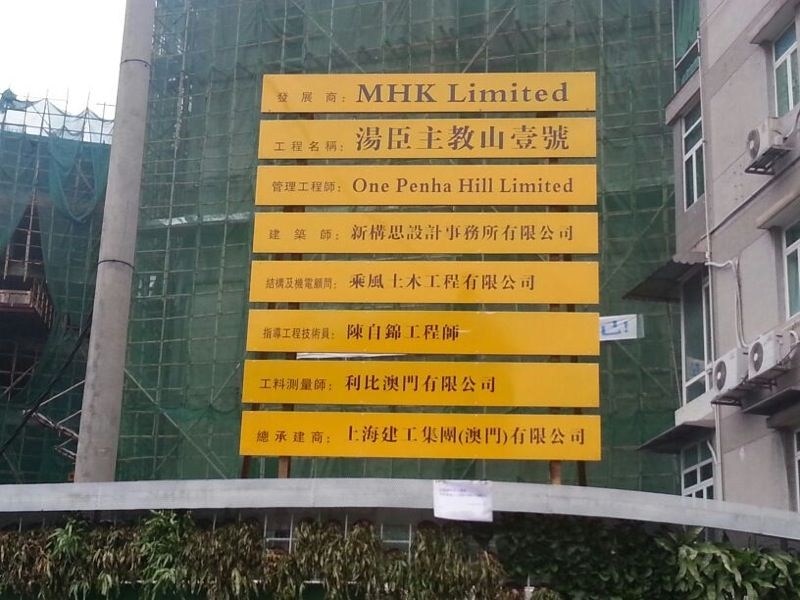 發展商: MHK Limited
工程名稱: 湯臣主教山壹號
管理工程師: One Penha Hill Limited
建築師: 新構思設計事務所有限公司
結構及機電顧問: 乘風土木工程有限公司
指導工程技術員: 陳自錦工程師
工料測量師: 利比澳門有限公司
總承建商: 上海建工集團(澳門)有限公司